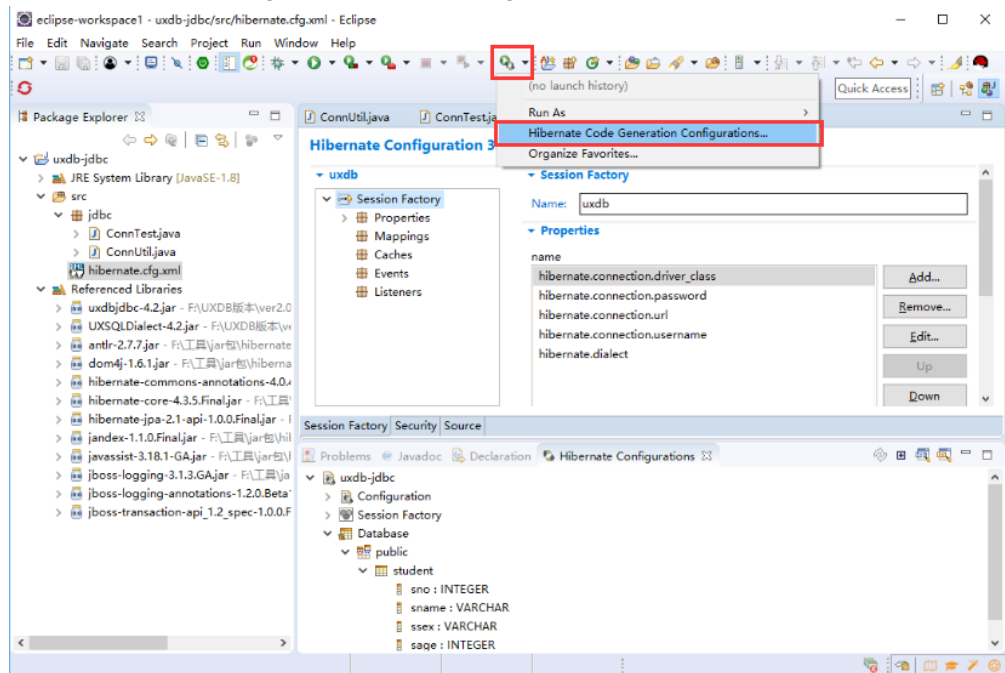 eclipse-workspace1 - uxdb-jdbc/src/hibernate.cfg.xml - Eclipse
File Edit Navigate Search Project Run Window Help
(no launch history)
Quick Access
Run As
Hibernate Code Generation Configurations...
Organize Favorites...
Package Explorer
uxdb-jdbc
JRE System Library [JavaSE-1.8]
src
jdbc
ConnTest.java
ConnUtil.java
hibernate.cfg.xml
Referenced Libraries
uxdbjdbc-4.2.jar - F:\UXDB版本\ver2.0
UXSQLDialect-4.2.jar - F:\UXDB版本\ve
antlr-2.7.7.jar - F:\工具\jar包\hibernate
dom4j-1.6.1.jar - F:\工具\jar包\hiberna
hibernate-commons-annotations-4.0.4
hibernate-core-4.3.5.Final.jar - F:\工具\
hibernate-jpa-2.1-api-1.0.0.Final.jar - F
jandex-1.1.0.Final.jar - F:\工具\jar包\hil
javassist-3.18.1-GA.jar - F:\工具\jar包\
jboss-logging-3.1.3.GA.jar - F:\工具\ja
jboss-logging-annotations-1.2.0.Beta
jboss-transaction-api_1.2_spec-1.0.0.F
ConnUtil.java ConnTest.ja
Hibernate Configuration 3
uxdb
Session Factory
Properties
Mappings
Caches
Events
Listeners
Session Factory
Name: uxdb
Properties
name
hibernate.connection.driver_class
hibernate.connection.password
hibernate.connection.url
hibernate.connection.username
hibernate.dialect
Add...
Remove...
Edit...
Up
Down
Session Factory Security Source
Problems Javadoc Declaration Hibernate Configurations
uxdb-jdbc
Configuration
Session Factory
Database
public
student
sno : INTEGER
sname : VARCHAR
ssex : VARCHAR
sage : INTEGER